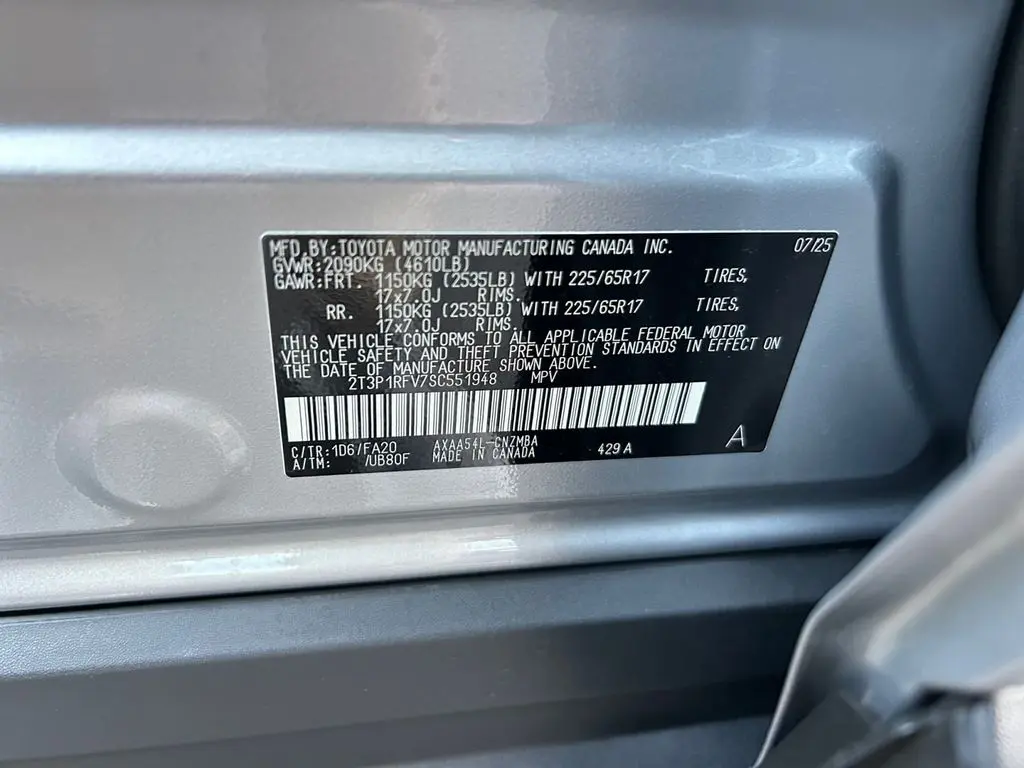 MFD. BY: TOYOTA MOTOR MANUFACTURING CANADA INC. 07/25
GVWR: 2090KG (4610LB)
GAWR: FRT. 1150KG (2535LB) WITH 225/65R17 TIRES,
17x7.0J RIMS.
RR. 1150KG (2535LB) WITH 225/65R17 TIRES,
17x7.0J RIMS.
THIS VEHICLE CONFORMS TO ALL APPLICABLE FEDERAL MOTOR
VEHICLE SAFETY AND THEFT PREVENTION STANDARDS IN EFFECT ON
THE DATE OF MANUFACTURE SHOWN ABOVE.
2T3P1RFV7SC551948 MPV
C/TR: 1D6/FA20 AXAA54L-CNZMBA 429 A A
A/TM: /UB80F MADE IN CANADA